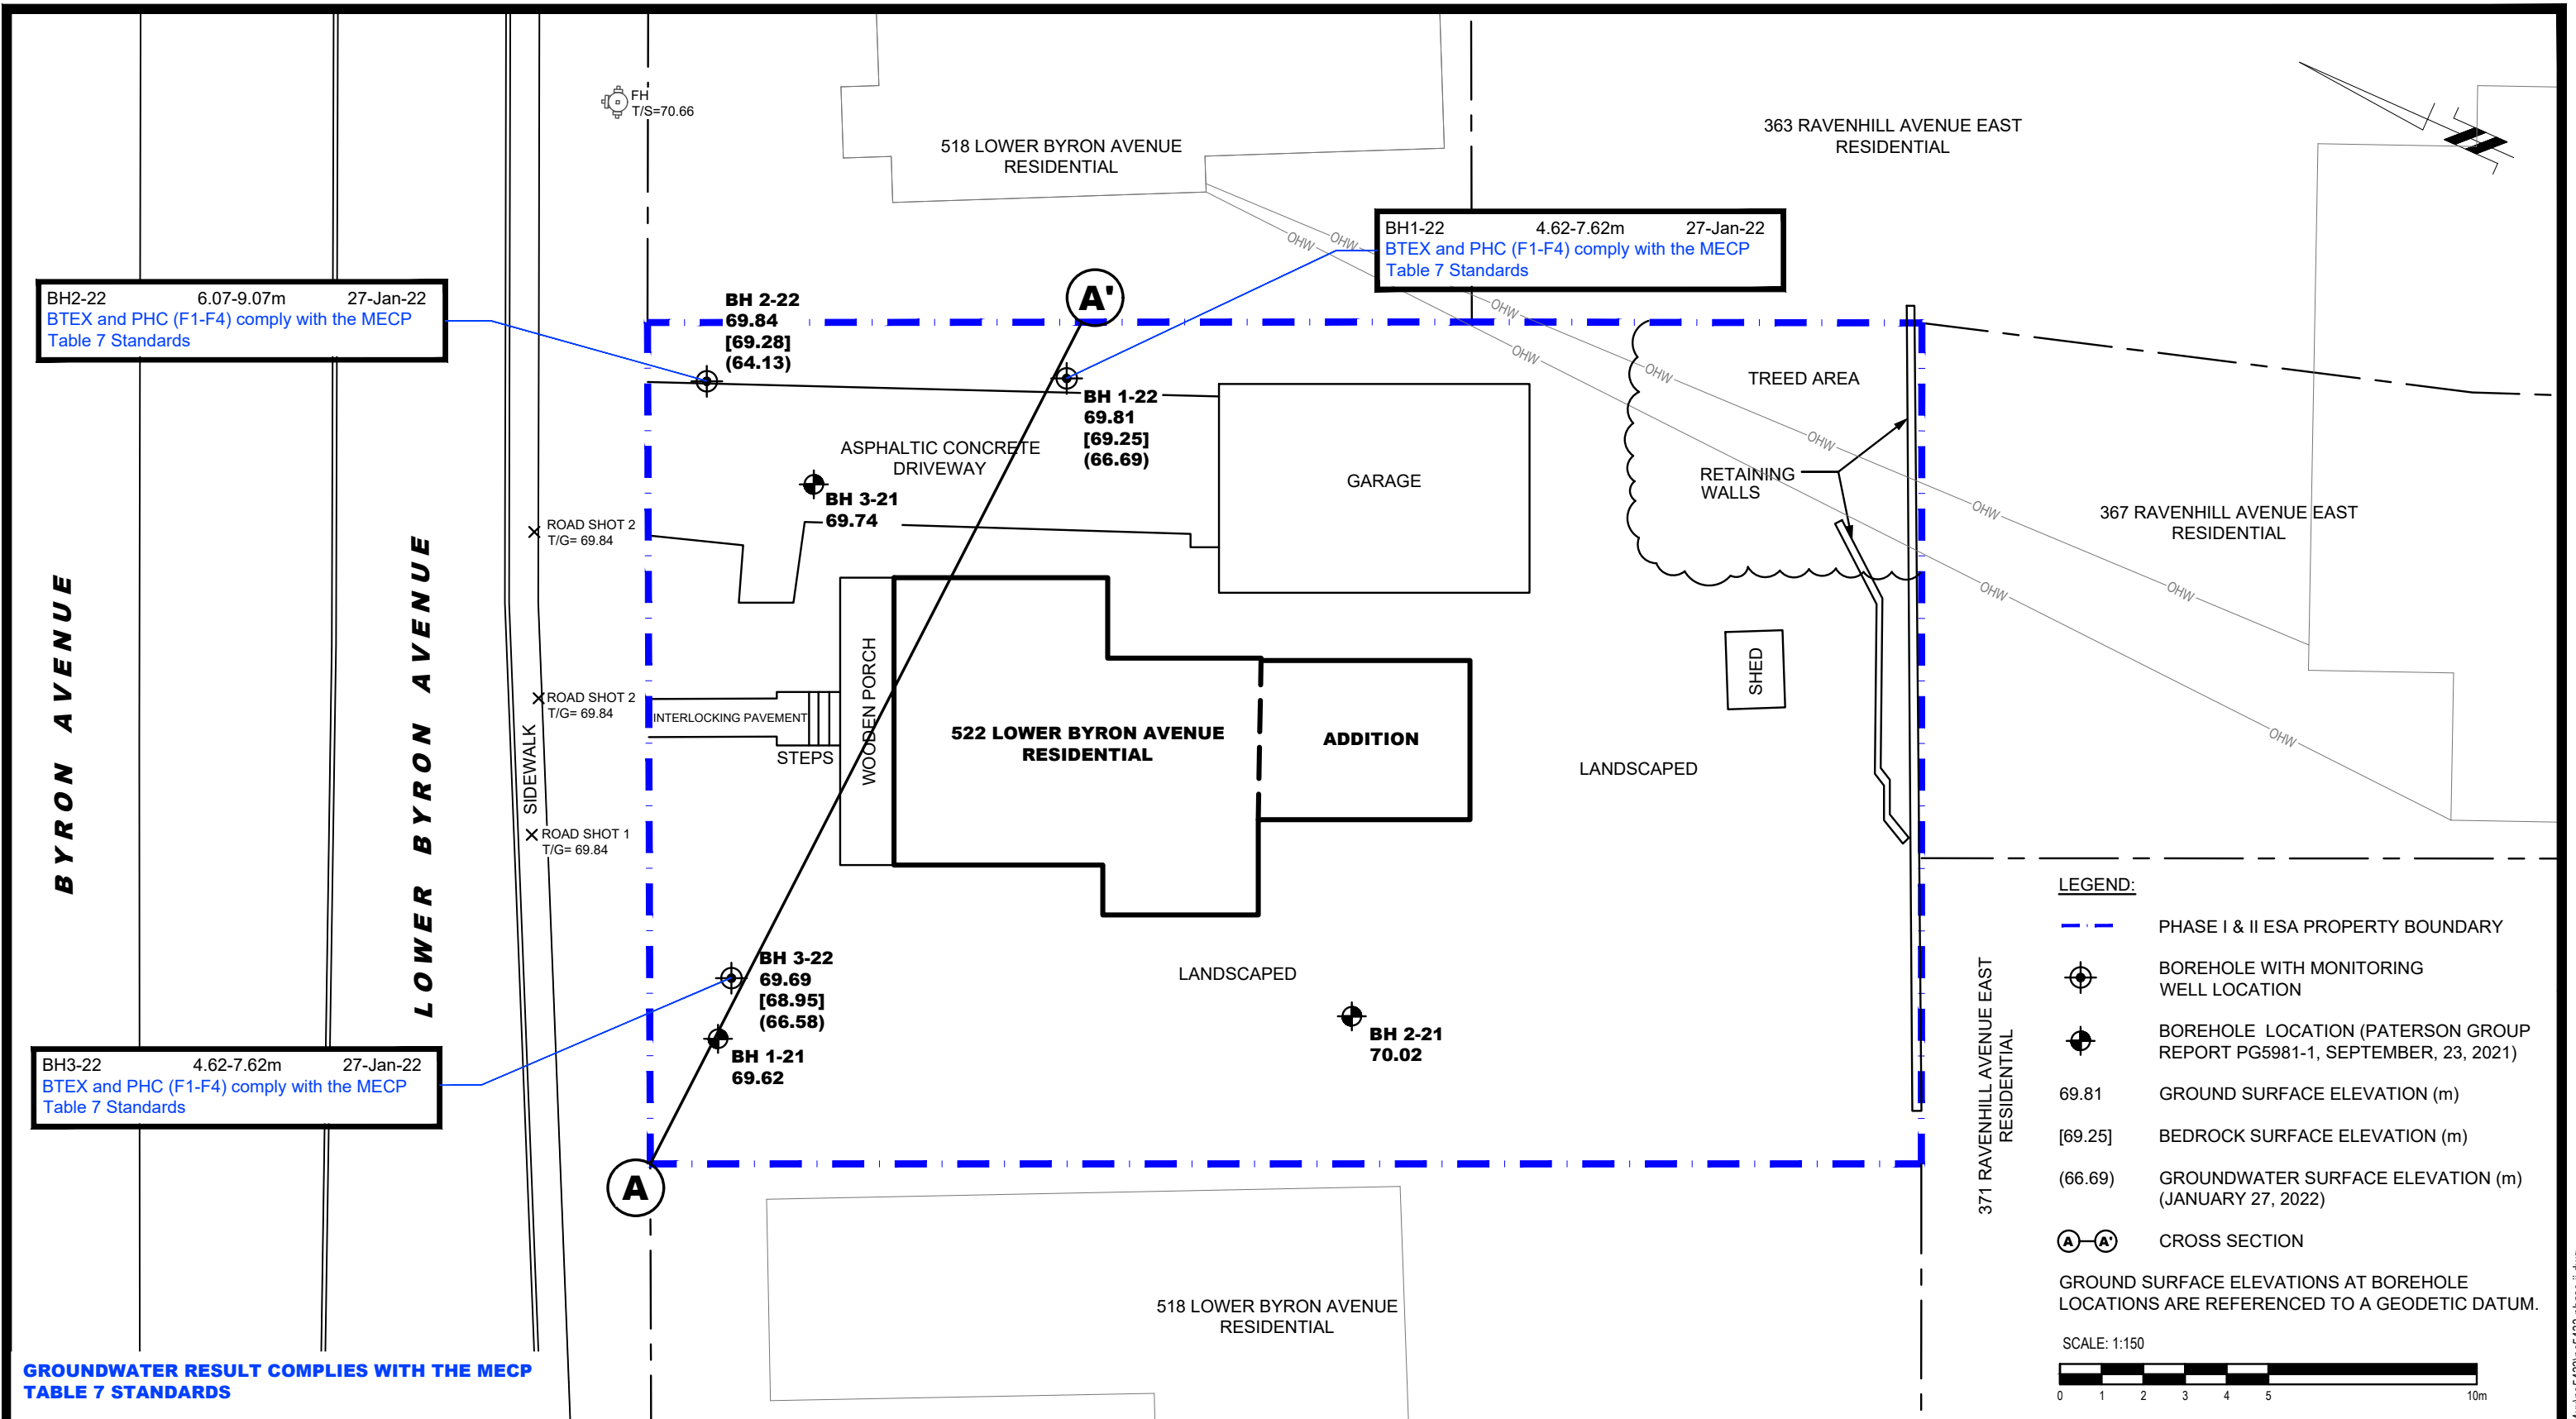 FH
T/S=70.66
518 LOWER BYRON AVENUE
RESIDENTIAL
363 RAVENHILL AVENUE EAST
RESIDENTIAL
BH1-22 4.62-7.62m 27-Jan-22
BTEX and PHC (F1-F4) comply with the MECP
Table 7 Standards
OHW
OHW
OHW
OHW
OHW
OHW
OHW
OHW
OHW
OHW
BH2-22 6.07-9.07m 27-Jan-22
BTEX and PHC (F1-F4) comply with the MECP
Table 7 Standards
BH 2-22
69.84
[69.28]
(64.13)
A'
BH 1-22
69.81
[69.25]
(66.69)
TREED AREA
ASPHALTIC CONCRETE
DRIVEWAY
BH 3-21
69.74
GARAGE
RETAINING
WALLS
367 RAVENHILL AVENUE EAST
RESIDENTIAL
ROAD SHOT 2
T/G= 69.84
ROAD SHOT 2
T/G= 69.84
ROAD SHOT 1
T/G= 69.84
BYRON AVENUE
LOWER BYRON AVENUE
SIDEWALK
INTERLOCKING PAVEMENT
STEPS
WOODEN PORCH
522 LOWER BYRON AVENUE
RESIDENTIAL
ADDITION
SHED
LANDSCAPED
LANDSCAPED
BH 3-22
69.69
[68.95]
(66.58)
BH 1-21
69.62
BH 2-21
70.02
BH3-22 4.62-7.62m 27-Jan-22
BTEX and PHC (F1-F4) comply with the MECP
Table 7 Standards
A
371 RAVENHILL AVENUE EAST
RESIDENTIAL
518 LOWER BYRON AVENUE
RESIDENTIAL
GROUNDWATER RESULT COMPLIES WITH THE MECP
TABLE 7 STANDARDS
LEGEND:
PHASE I & II ESA PROPERTY BOUNDARY
BOREHOLE WITH MONITORING
WELL LOCATION
BOREHOLE LOCATION (PATERSON GROUP
REPORT PG5981-1, SEPTEMBER, 23, 2021)
69.81 GROUND SURFACE ELEVATION (m)
[69.25] BEDROCK SURFACE ELEVATION (m)
(66.69) GROUNDWATER SURFACE ELEVATION (m)
(JANUARY 27, 2022)
A A' CROSS SECTION
GROUND SURFACE ELEVATIONS AT BOREHOLE
LOCATIONS ARE REFERENCED TO A GEODETIC DATUM.
SCALE: 1:150
0 1 2 3 4 5 10m